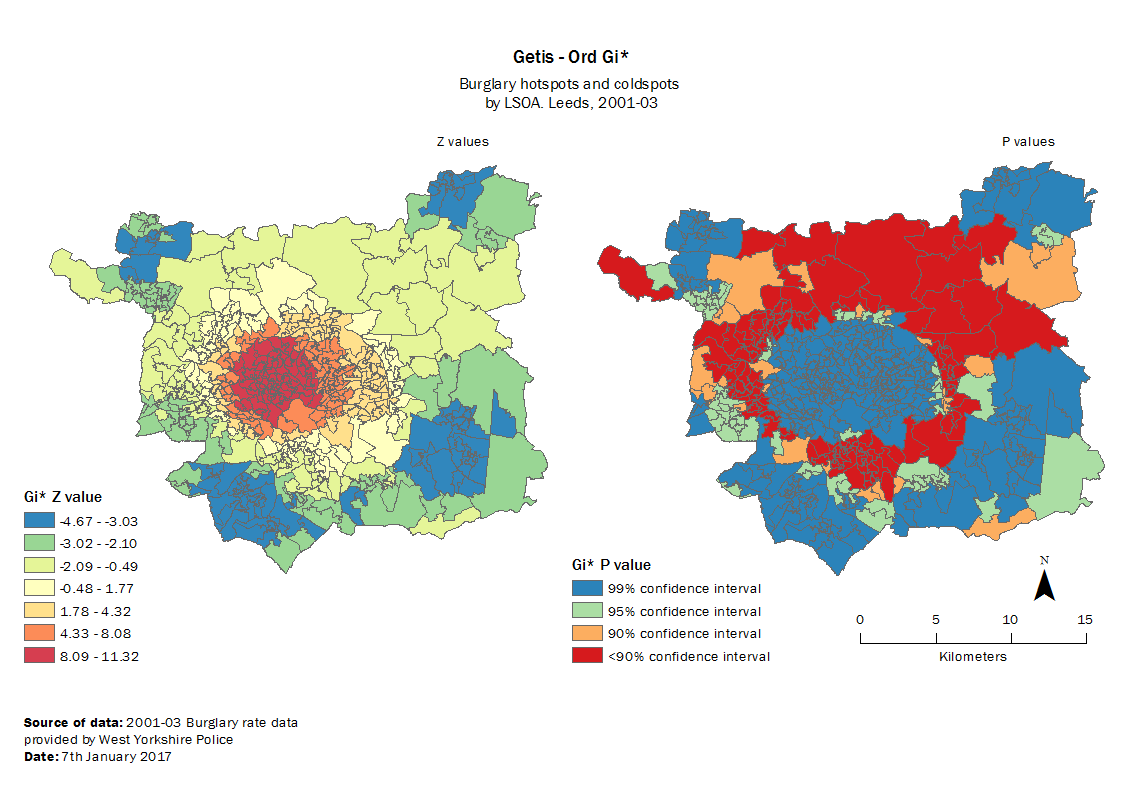 Getis - Ord Gi*
Burglary hotspots and coldspots
by LSOA. Leeds, 2001-03
Z values
P values
Gi* Z value
-4.67 - -3.03
-3.02 - -2.10
-2.09 - -0.49
-0.48 - 1.77
1.78 - 4.32
4.33 - 8.08
8.09 - 11.32
Gi* P value
99% confidence interval
95% confidence interval
90% confidence interval
<90% confidence interval
N
0 5 10 15
Kilometers
Source of data: 2001-03 Burglary rate data
provided by West Yorkshire Police
Date: 7th January 2017